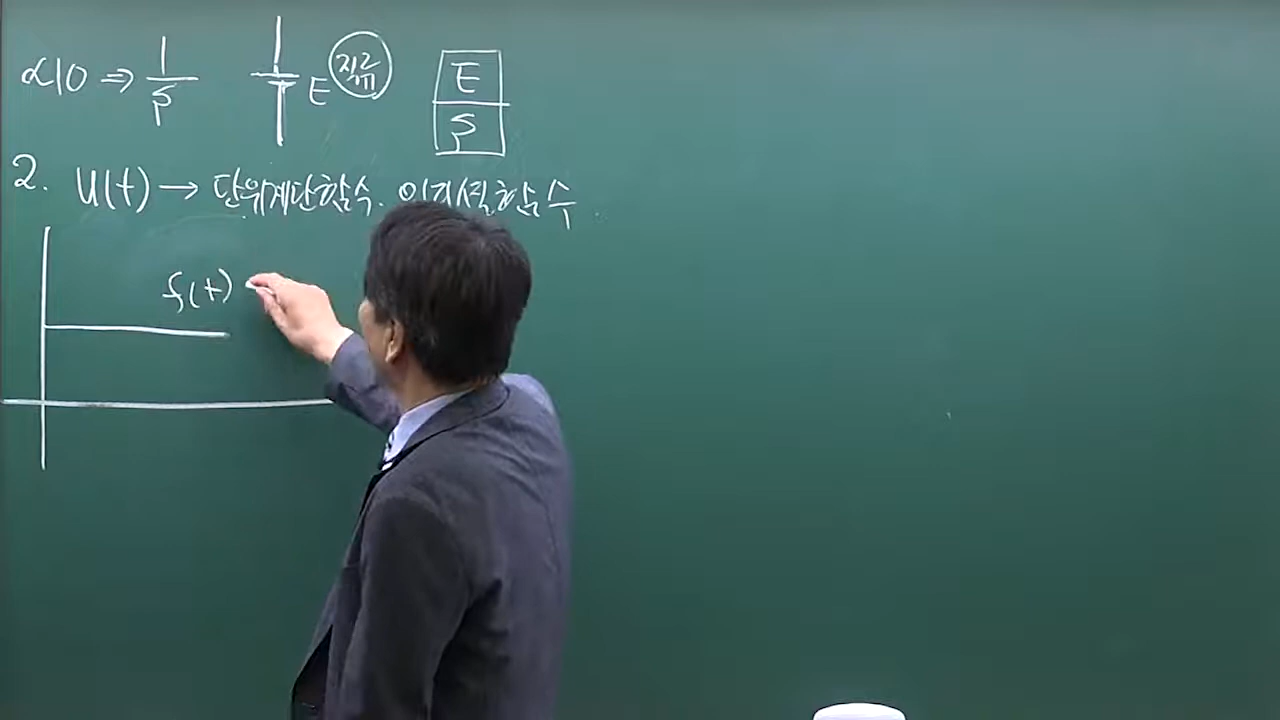 α10 ⇒ 1/ρ E 직류 E/ρ
2. u(t) → 단위계단함수. 인디셜함수
f(t)